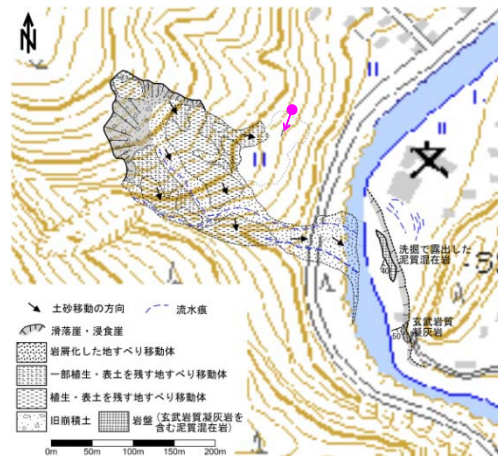 N
文
洗掘で露出した
泥質混在岩
40
玄武岩質
凝灰岩
50
土砂移動の方向
流水痕
滑落崖・浸食崖
岩屑化した地すべり移動体
一部植生・表土を残す地すべり移動体
植生・表土を残す地すべり移動体
旧崩積土
岩盤（玄武岩質凝灰岩を
含む泥質混在岩）
0m 50m 100m 150m 200m